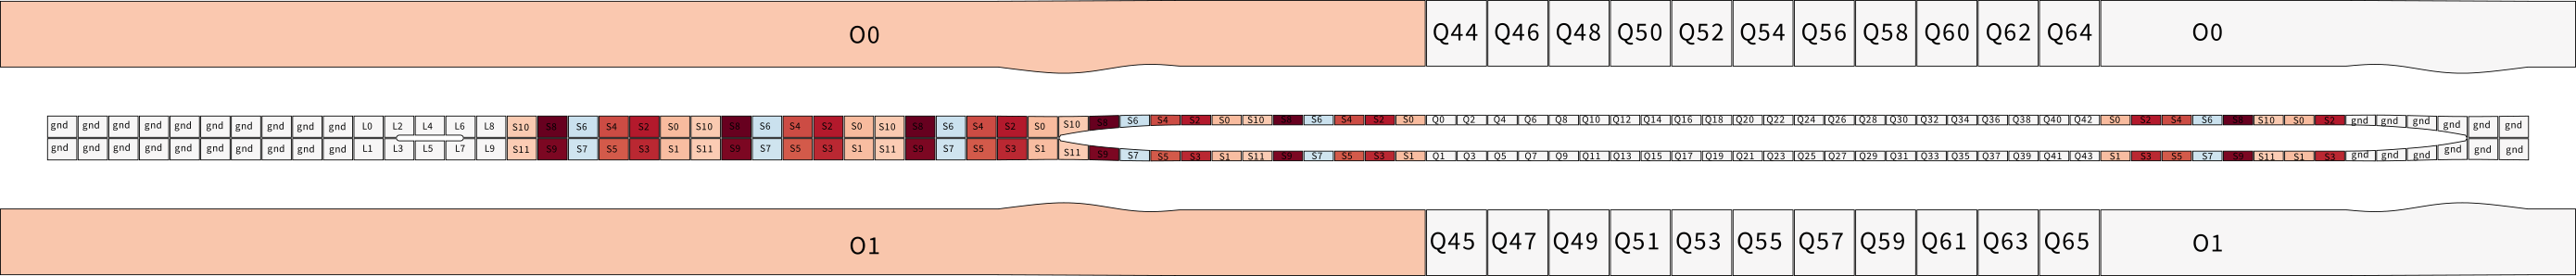 O0 Q44 Q46 Q48 Q50 Q52 Q54 Q56 Q58 Q60 Q62 Q64 O0
gnd gnd gnd gnd gnd gnd gnd gnd gnd gnd L0 L2 L4 L6 L8 S10 S8 S6 S4 S2 S0 S10 S8 S6 S4 S2 S0 S10 S8 S6 S4 S2 S0 S10 S8 S6 S4 S2 S0 S10 S8 S6 S4 S2 S0 Q0 Q2 Q4 Q6 Q8 Q10 Q12 Q14 Q16 Q18 Q20 Q22 Q24 Q26 Q28 Q30 Q32 Q34 Q36 Q38 Q40 Q42 S0 S2 S4 S6 S8 S10 S0 S2 gnd gnd gnd gnd gnd gnd
gnd gnd gnd gnd gnd gnd gnd gnd gnd gnd L1 L3 L5 L7 L9 S11 S9 S7 S5 S3 S1 S11 S9 S7 S5 S3 S1 S11 S9 S7 S5 S3 S1 S11 S9 S7 S5 S3 S1 S11 S9 S7 S5 S3 S1 Q1 Q3 Q5 Q7 Q9 Q11 Q13 Q15 Q17 Q19 Q21 Q23 Q25 Q27 Q29 Q31 Q33 Q35 Q37 Q39 Q41 Q43 S1 S3 S5 S7 S9 S11 S1 S3 gnd gnd gnd gnd gnd gnd
O1 Q45 Q47 Q49 Q51 Q53 Q55 Q57 Q59 Q61 Q63 Q65 O1